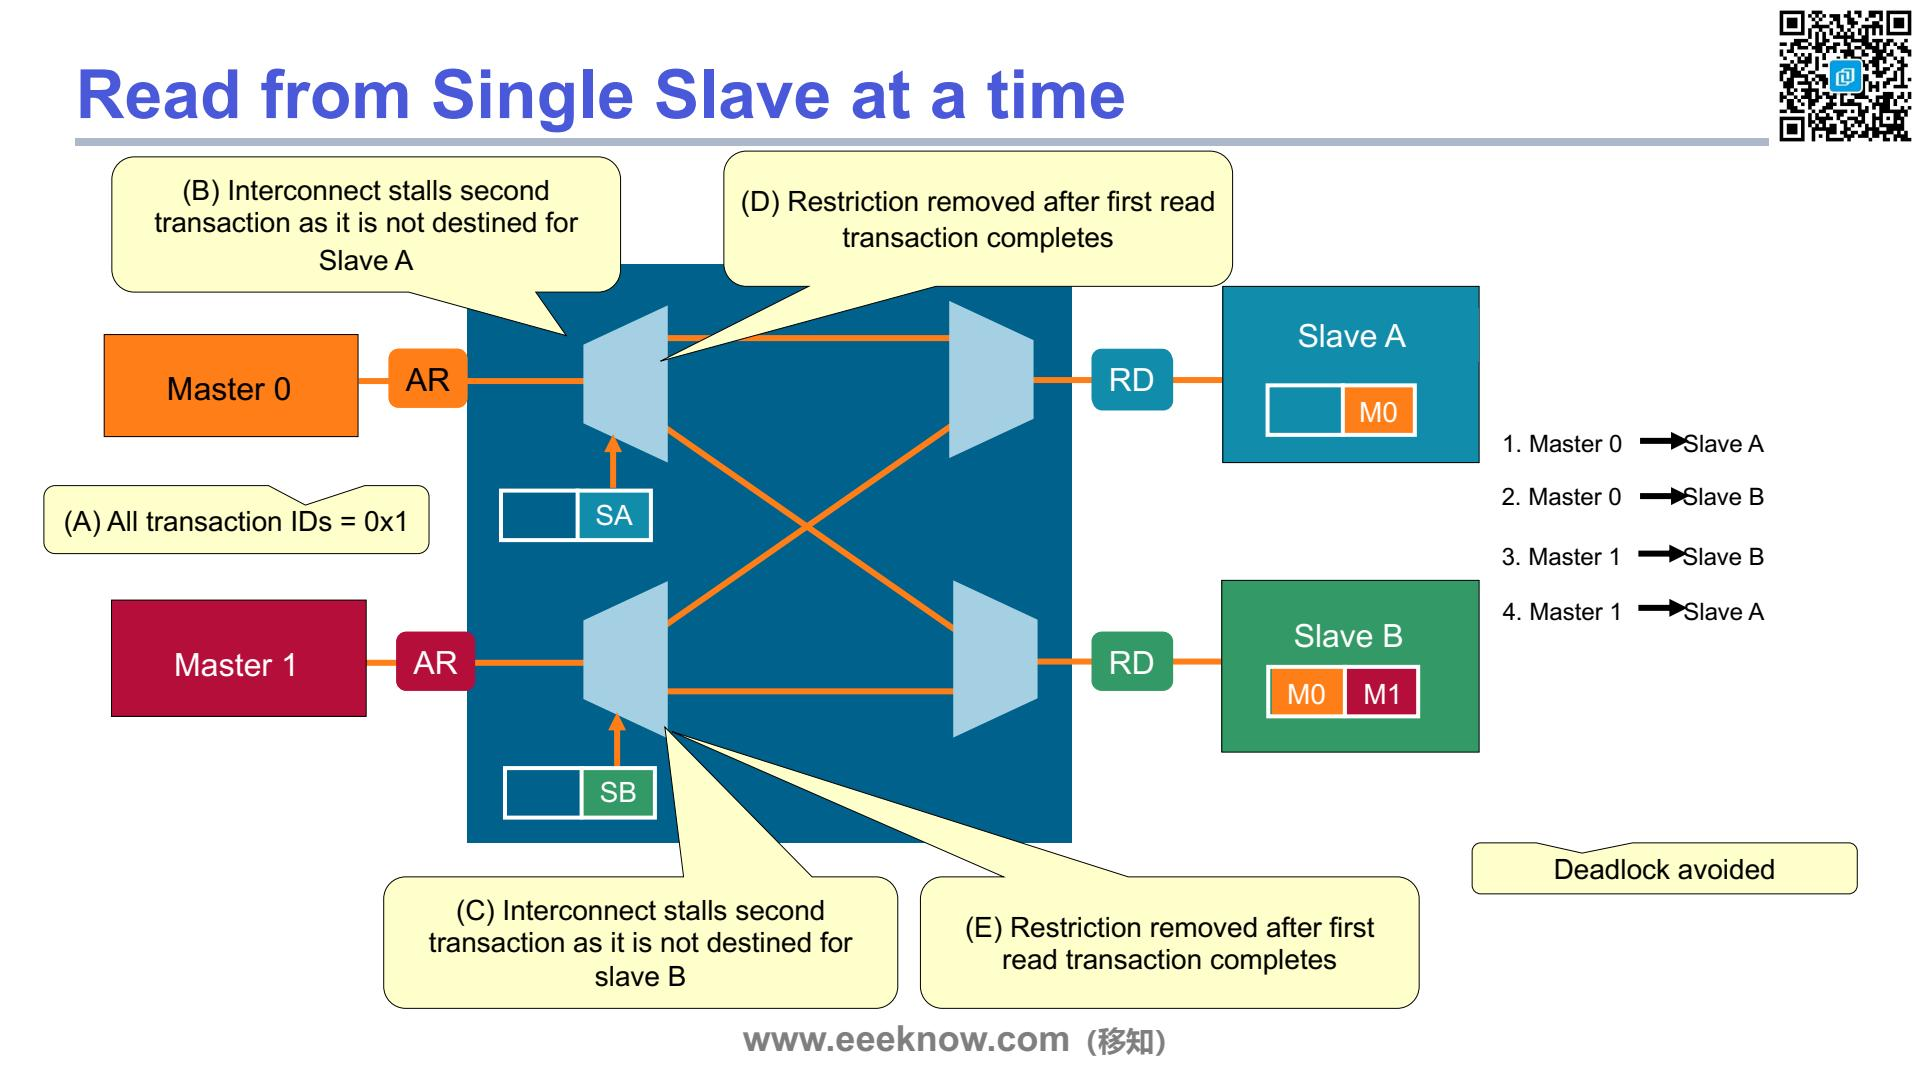 Read from Single Slave at a time
(B) Interconnect stalls second
transaction as it is not destined for
Slave A
(D) Restriction removed after first read
transaction completes
Master 0
AR
RD
Slave A
M0
SA
(A) All transaction IDs = 0x1
1. Master 0 Slave A
2. Master 0 Slave B
3. Master 1 Slave B
4. Master 1 Slave A
Master 1
AR
RD
Slave B
M0 M1
SB
Deadlock avoided
(C) Interconnect stalls second
transaction as it is not destined for
slave B
(E) Restriction removed after first
read transaction completes
www.eeeknow.com (移知)